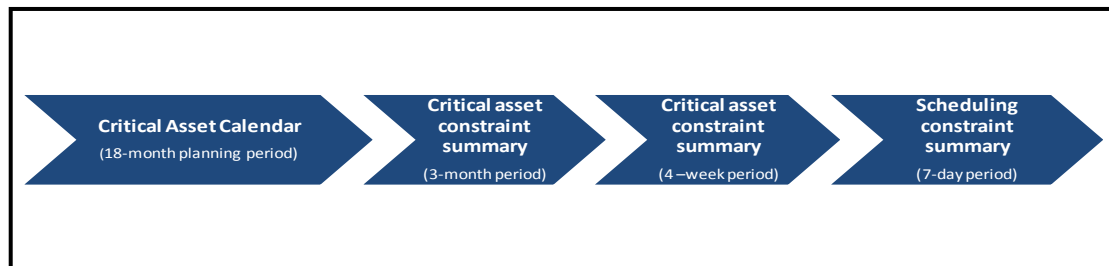 Critical Asset Calendar
(18-month planning period)
Critical asset
constraint
summary
(3-month period)
Critical asset
constraint
summary
(4 –week period)
Scheduling
constraint
summary
(7-day period)